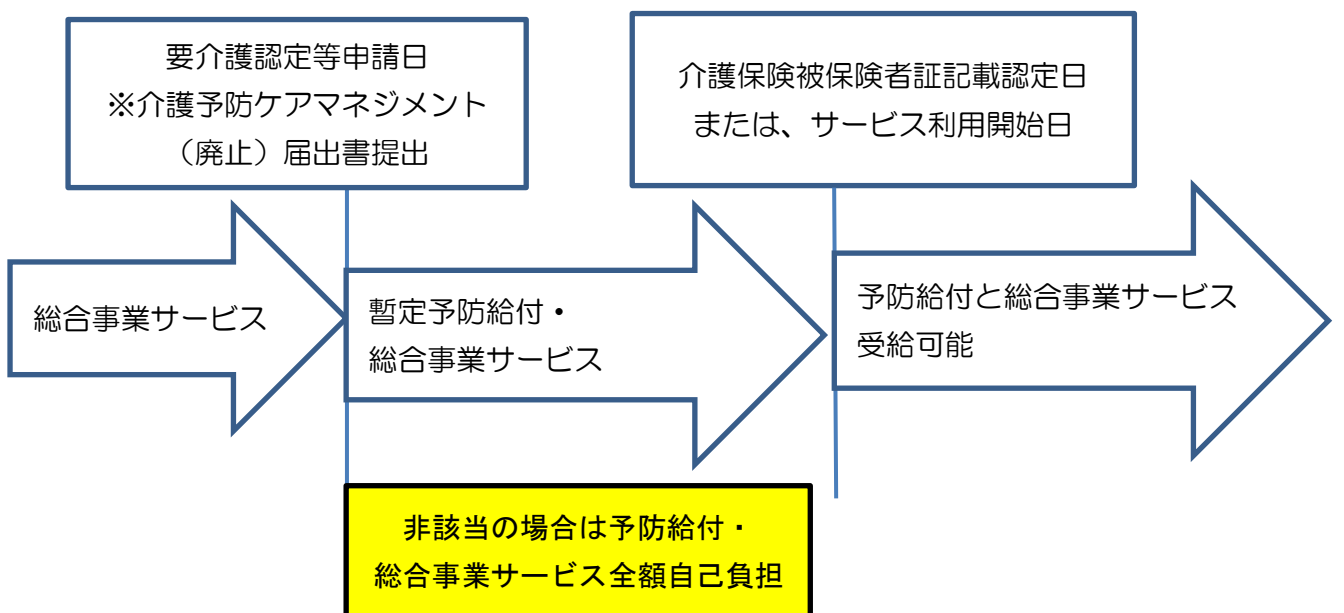 要介護認定等申請日
※介護予防ケアマネジメント
（廃止）届出書提出
介護保険被保険者証記載認定日
または、サービス利用開始日
総合事業サービス
暫定予防給付・
総合事業サービス
予防給付と総合事業サービス
受給可能
非該当の場合は予防給付・
総合事業サービス全額自己負担